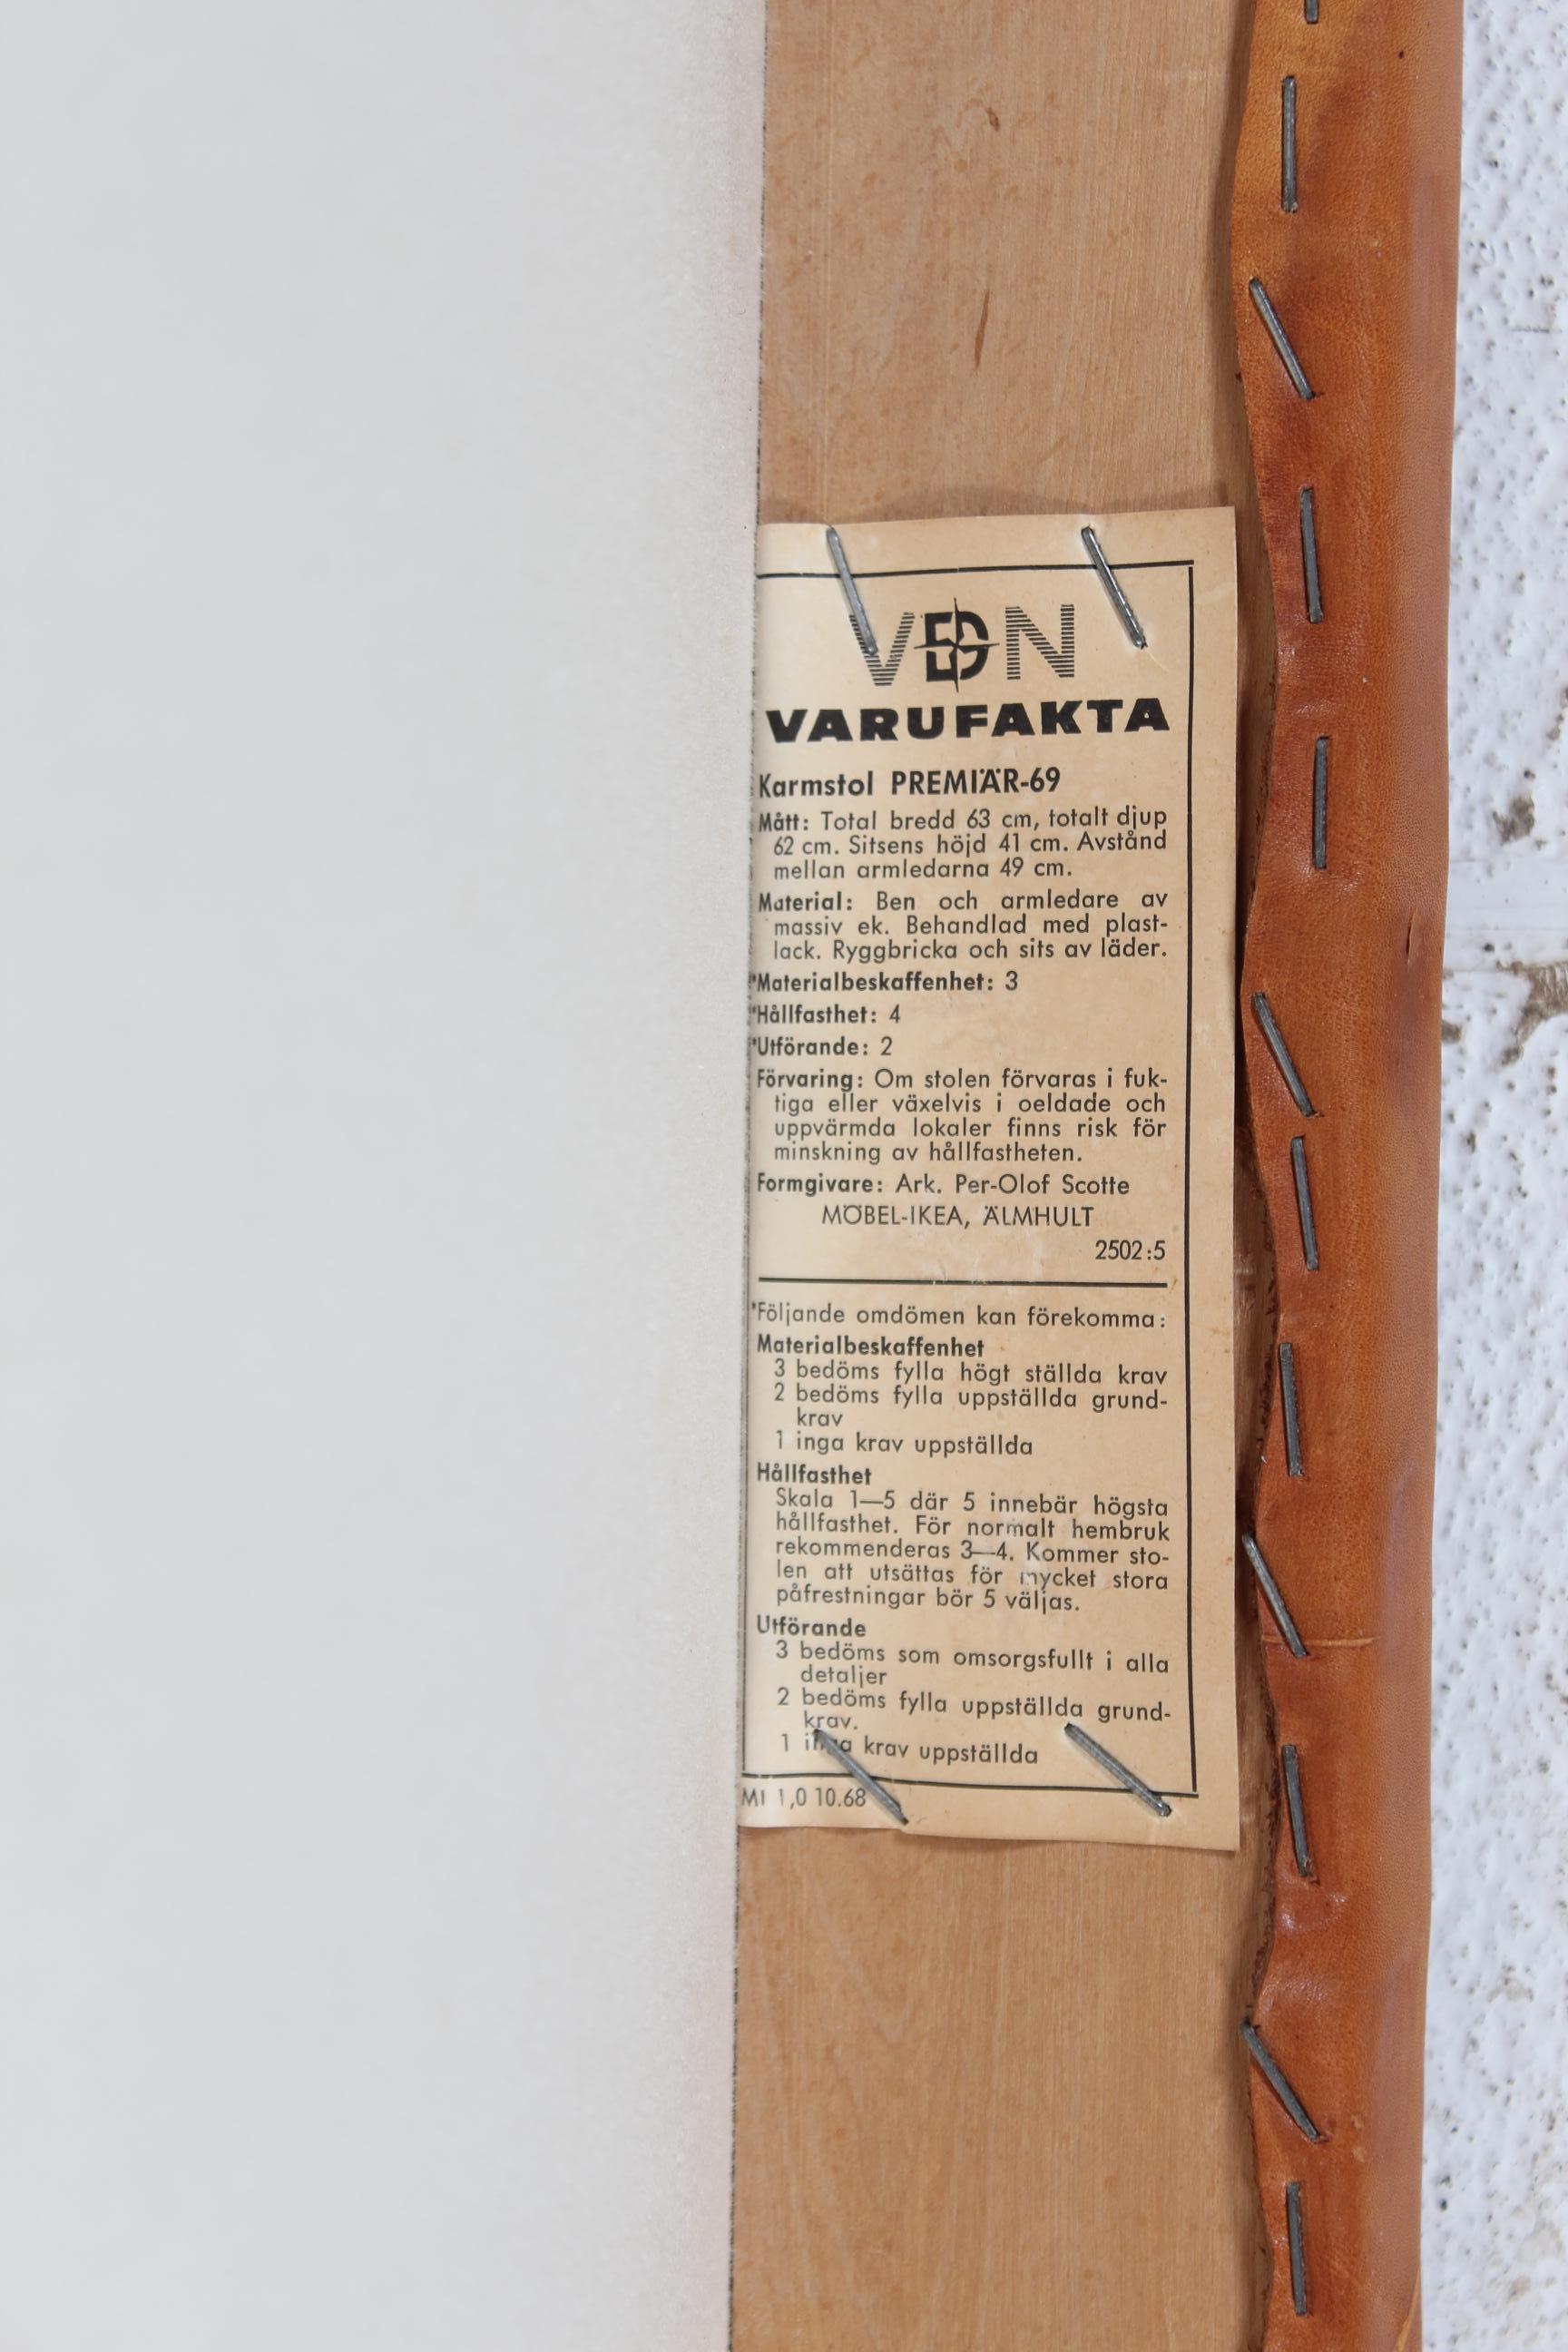 VDN
VARUFAKTA
Karmstol PREMIÄR-69
Mått: Total bredd 63 cm, totalt djup
62 cm. Sitsens höjd 41 cm. Avstånd
mellan armledarna 49 cm.
Material: Ben och armledare av
massiv ek. Behandlad med plast-
lack. Ryggbricka och sits av läder.
*Materialbeskaffenhet: 3
*Hållfasthet: 4
*Utförande: 2
Förvaring: Om stolen förvaras i fuk-
tiga eller växelvis i oeldade och
uppvärmda lokaler finns risk för
minskning av hållfastheten.
Formgivare: Ark. Per-Olof Scotte
MÖBEL-IKEA, ÄLMHULT
2502:5
*Följande omdömen kan förekomma:
Materialbeskaffenhet
3 bedöms fylla högt ställda krav
2 bedöms fylla uppställda grund-
krav
1 inga krav uppställda
Hållfasthet
Skala 1—5 där 5 innebär högsta
hållfasthet. För normalt hembruk
rekommenderas 3—4. Kommer sto-
len att utsättas för mycket stora
påfrestningar bör 5 väljas.
Utförande
3 bedöms som omsorgsfullt i alla
detaljer
2 bedöms fylla uppställda grund-
krav.
1 inga krav uppställda
MI 1,0 10.68